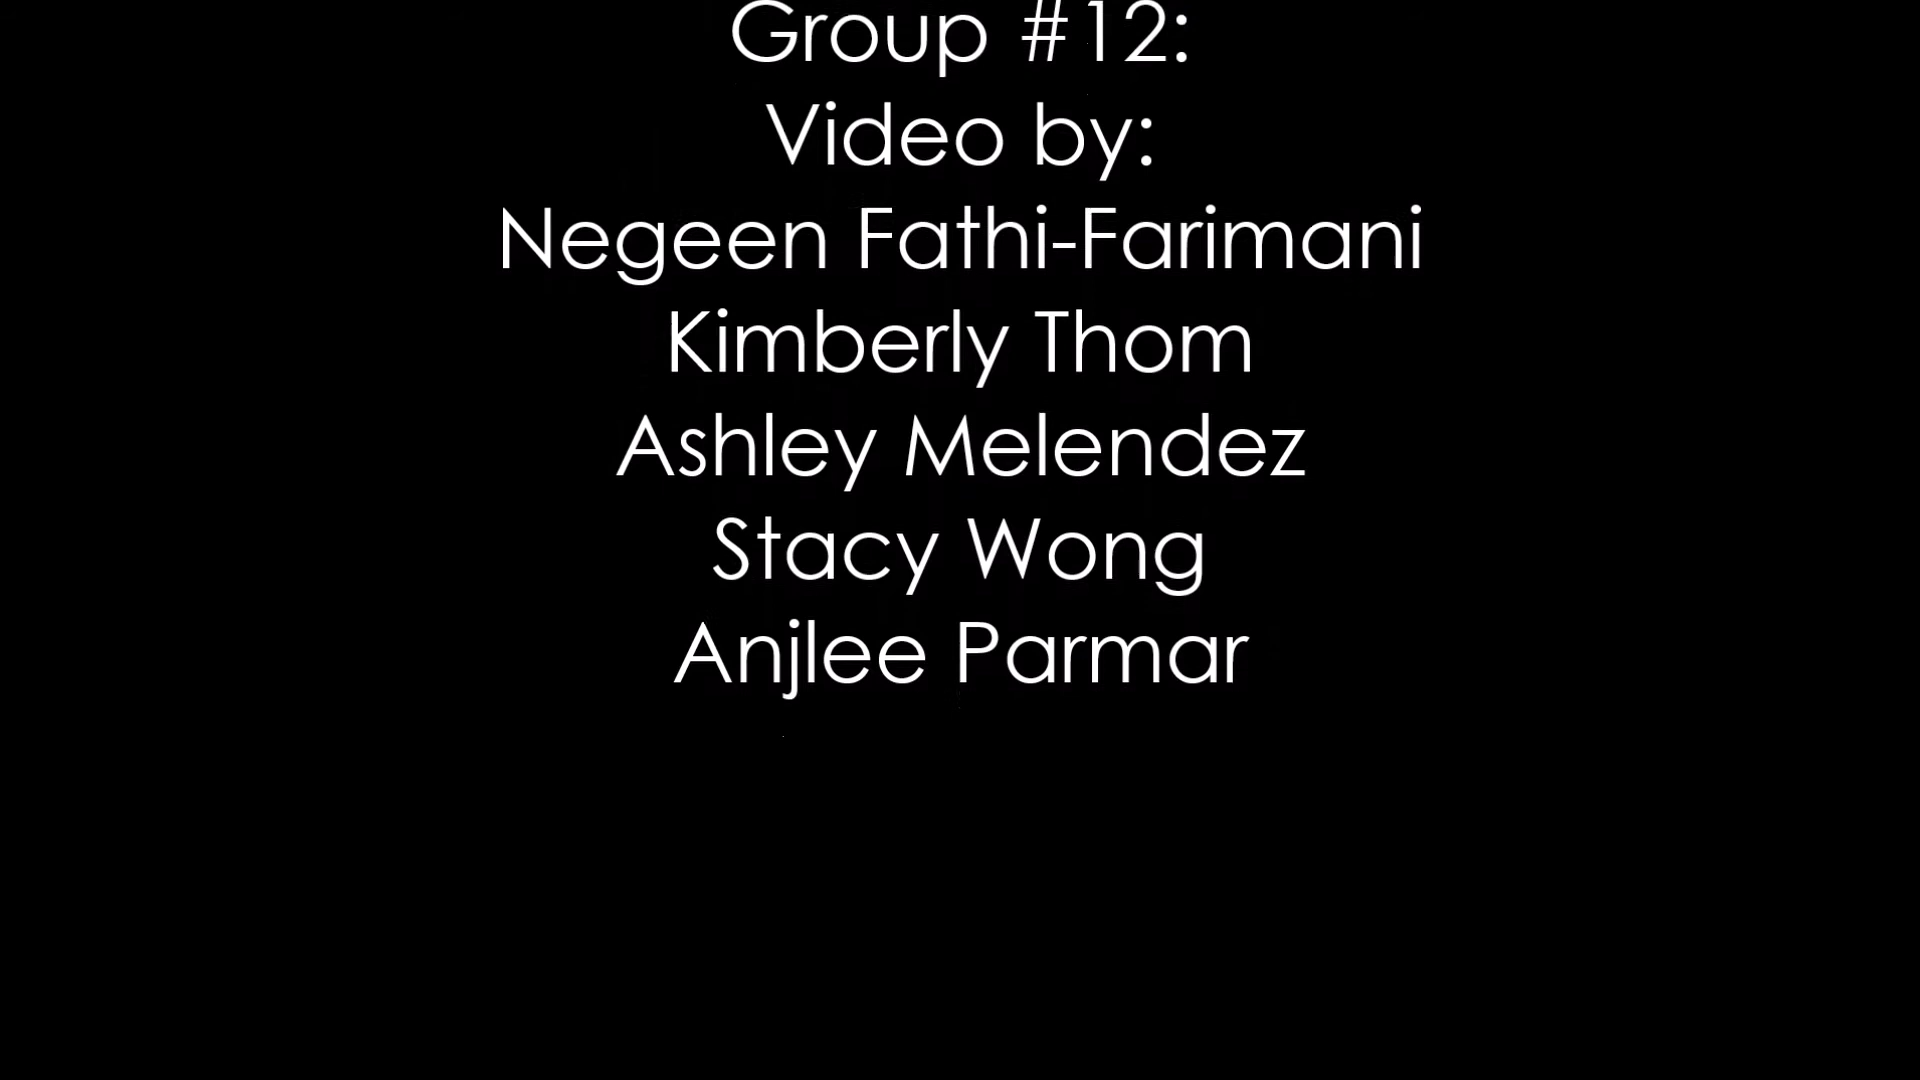 Group #12:
Video by:
Negeen Fathi-Farimani
Kimberly Thom
Ashley Melendez
Stacy Wong
Anjlee Parmar